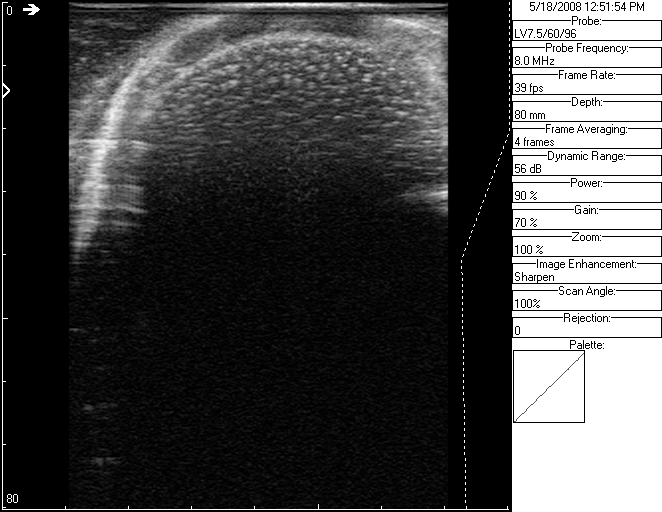 0
80
5/18/2008 12:51:54 PM
Probe:
LV7.5/60/96
Probe Frequency:
8.0 MHz
Frame Rate:
39 fps
Depth:
80 mm
Frame Averaging:
4 frames
Dynamic Range:
56 dB
Power:
90 %
Gain:
70 %
Zoom:
100 %
Image Enhancement:
Sharpen
Scan Angle:
100%
Rejection:
0
Palette: